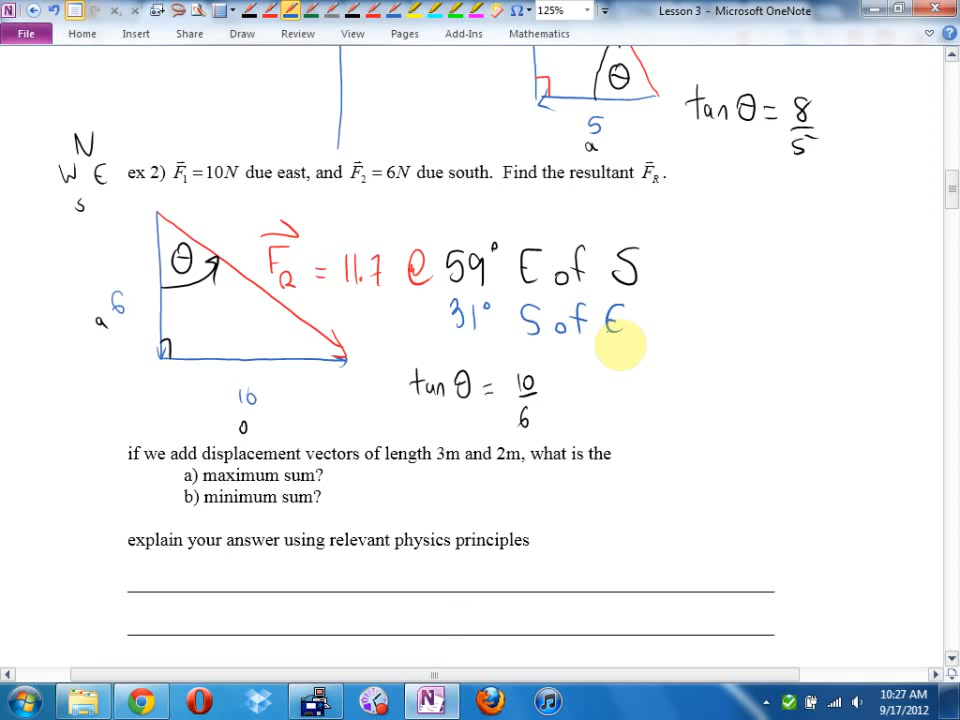 125%
Lesson 3 - Microsoft OneNote
File Home Insert Share Draw Review View Pages Add-Ins Mathematics
θ
5
a
tan θ = 8/5
N
W E
S
ex 2) F⃗₁ = 10N due east, and F⃗₂ = 6N due south. Find the resultant F⃗_R.
θ
F⃗_R = 11.7 @ 59° E of S
31° S of E
a 6
10
o
tan θ = 10/6
if we add displacement vectors of length 3m and 2m, what is the
a) maximum sum?
b) minimum sum?
explain your answer using relevant physics principles
10:27 AM
9/17/2012